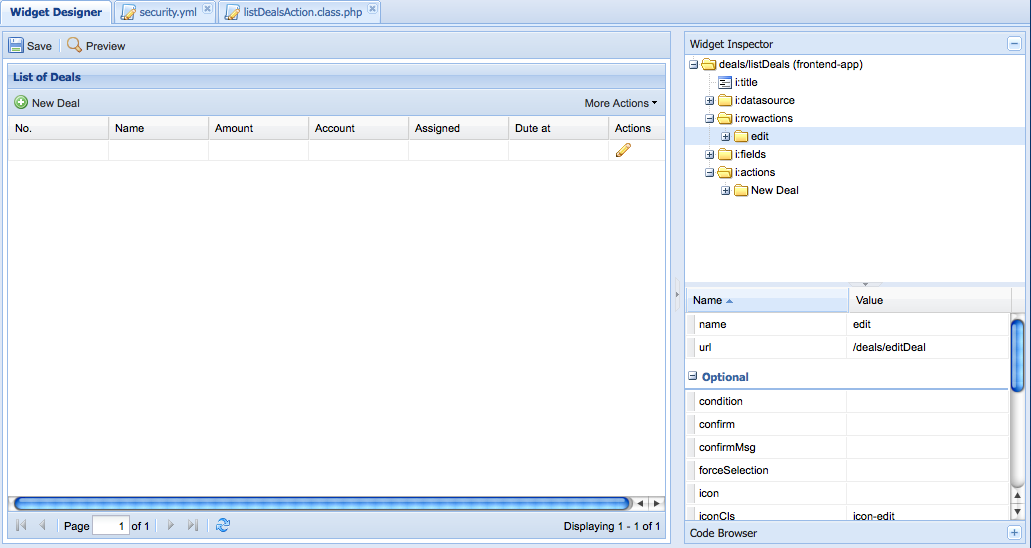 Widget Designer
security.yml
listDealsAction.class.php
Save
Preview
List of Deals
New Deal
More Actions
No.
Name
Amount
Account
Assigned
Dute at
Actions
Page 1 of 1
Displaying 1 - 1 of 1
Widget Inspector
deals/listDeals (frontend-app)
i:title
i:datasource
i:rowactions
edit
i:fields
i:actions
New Deal
Name Value
name edit
url /deals/editDeal
Optional
condition
confirm
confirmMsg
forceSelection
icon
iconCls icon-edit
Code Browser